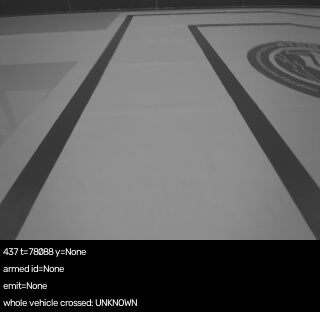 437 t=78088 y=None
armed id=None
emit=None
whole vehicle crossed: UNKNOWN